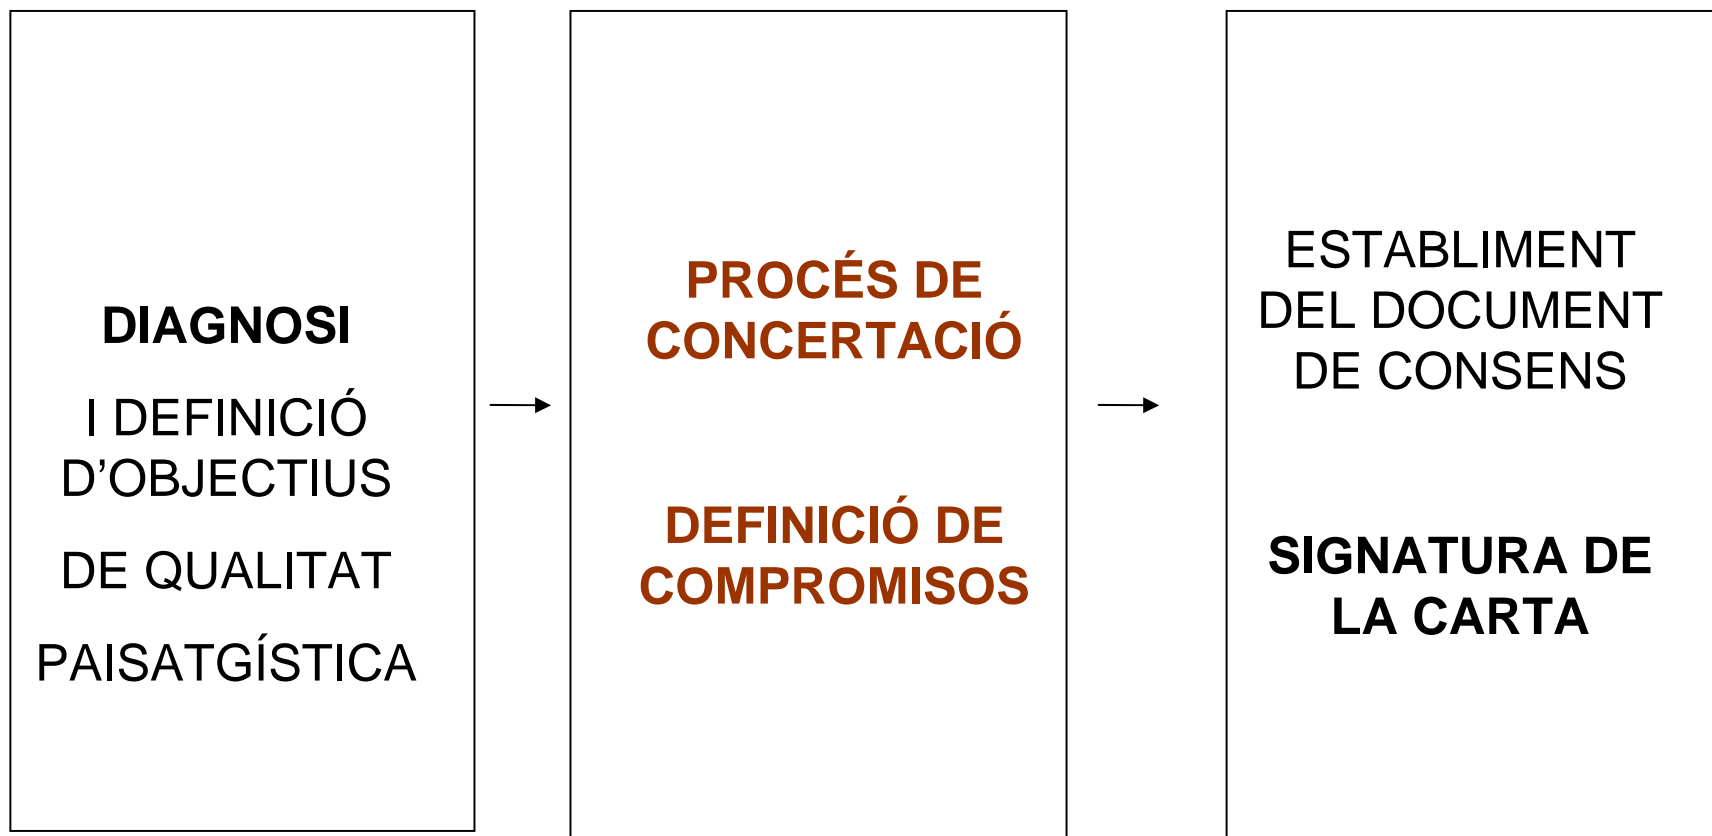 DIAGNOSI
I DEFINICIÓ
D’OBJECTIUS
DE QUALITAT
PAISATGÍSTICA
PROCÉS DE
CONCERTACIÓ
DEFINICIÓ DE
COMPROMISOS
ESTABLIMENT
DEL DOCUMENT
DE CONSENS
SIGNATURA DE
LA CARTA